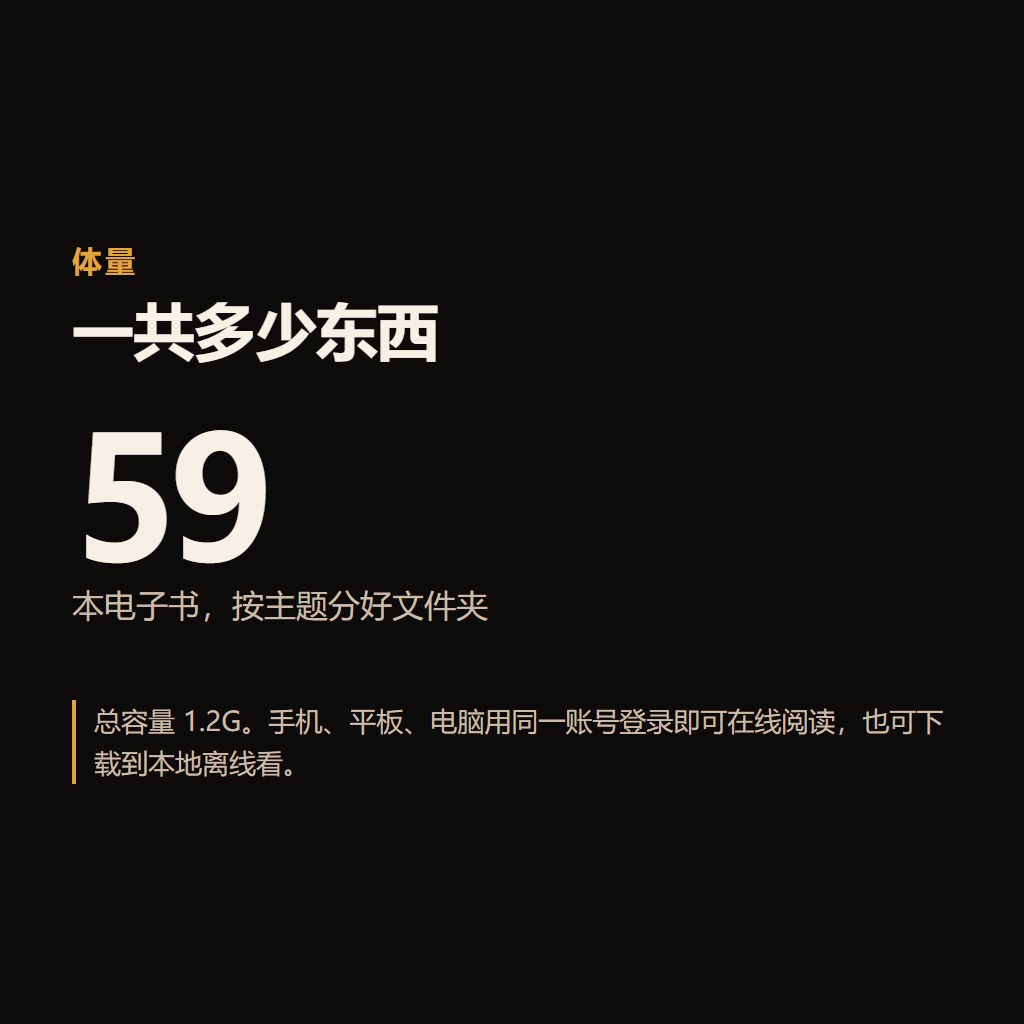 体量
一共多少东西
59
本电子书，按主题分好文件夹
总容量 1.2G。手机、平板、电脑用同一账号登录即可在线阅读，也可下
载到本地离线看。